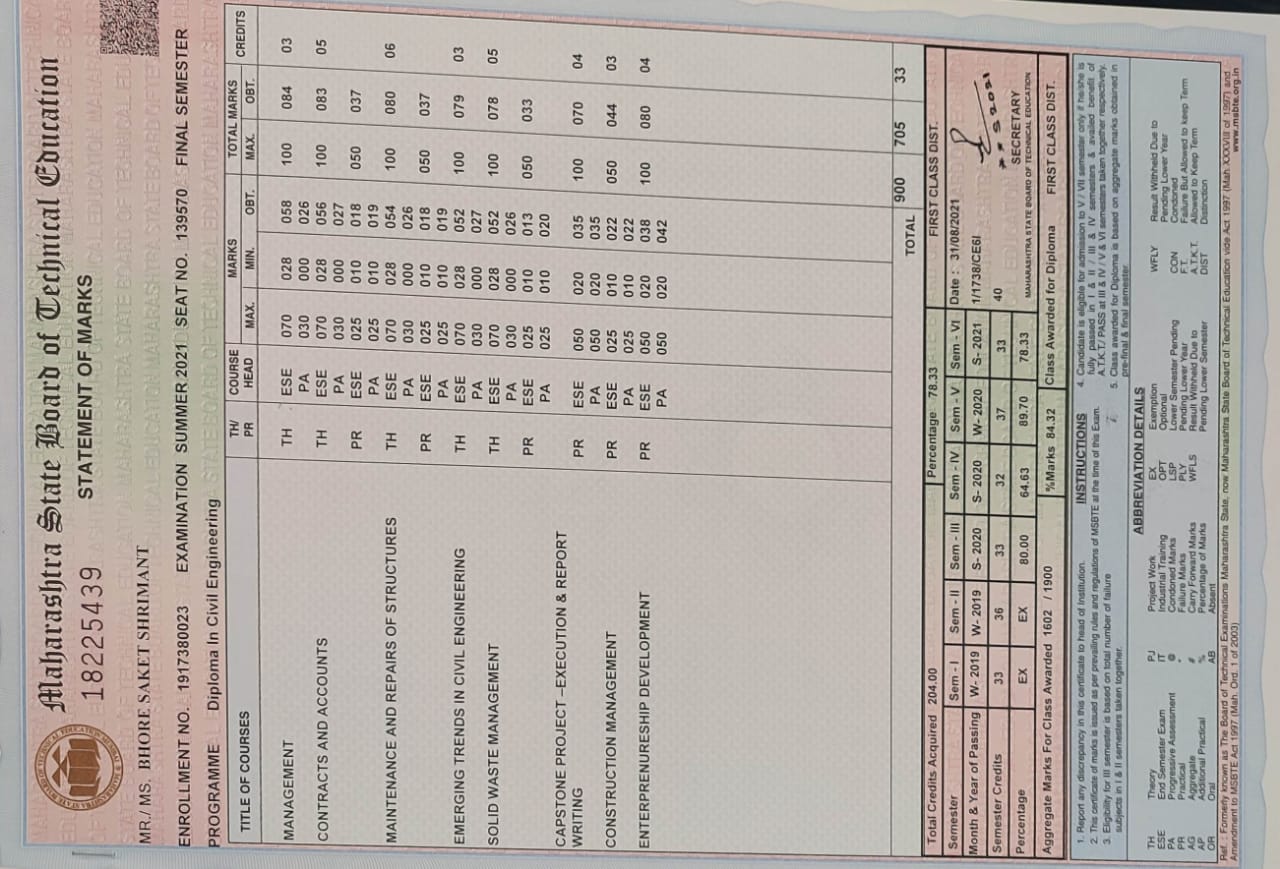 Maharashtra State Board of Technical Education
18225439 STATEMENT OF MARKS
MR./ MS. BHORE SAKET SHRIMANT
ENROLLMENT NO. 1917380023 EXAMINATION SUMMER 2021 SEAT NO. 139570 FINAL SEMESTER
PROGRAMME Diploma In Civil Engineering
TITLE OF COURSES TH/ PR COURSE HEAD MARKS MAX. MIN. OBT. TOTAL MARKS MAX. OBT. CREDITS
MANAGEMENT TH ESE 070 028 058 100 084 03
PA 030 000 026
CONTRACTS AND ACCOUNTS TH ESE 070 028 056 100 083 05
PA 030 000 027
PR ESE 025 010 018 050 037
PA 025 010 019
MAINTENANCE AND REPAIRS OF STRUCTURES TH ESE 070 028 054 100 080 06
PA 030 000 026
PR ESE 025 010 018 050 037
PA 025 010 019
EMERGING TRENDS IN CIVIL ENGINEERING TH ESE 070 028 052 100 079 03
PA 030 000 027
SOLID WASTE MANAGEMENT TH ESE 070 028 052 100 078 05
PA 030 000 026
PR ESE 025 010 013 050 033
PA 025 010 020
CAPSTONE PROJECT –EXECUTION & REPORT
WRITING PR ESE 050 020 035 100 070 04
PA 050 020 035
CONSTRUCTION MANAGEMENT PR ESE 025 010 022 050 044 03
PA 025 010 022
ENTERPRENURESHIP DEVELOPMENT PR ESE 050 020 038 100 080 04
PA 050 020 042
TOTAL 900 705 33
Total Credits Acquired 204.00 Percentage 78.33 FIRST CLASS DIST.
Semester Sem - I Sem - II Sem - III Sem - IV Sem - V Sem - VI Date : 31/08/2021
Month & Year of Passing W- 2019 W- 2019 S- 2020 S- 2020 W- 2020 S- 2021 1/1738/CE6I
Semester Credits 33 36 33 32 37 33 40
Percentage EX EX 80.00 64.63 89.70 78.33 SECRETARY
MAHARASHTRA STATE BOARD OF TECHNICAL EDUCATION
Aggregate Marks For Class Awarded 1602 / 1900 %Marks 84.32 Class Awarded for Diploma FIRST CLASS DIST.
INSTRUCTIONS
1. Report any discrepancy in this certificate to head of Institution.
2. This certificate of marks is issued as per prevailing rules and regulations of MSBTE at the time of this Exam.
3. Eligibility for III semester is based on total number of failure
subjects in I & II semesters taken together.
4. Candidate is eligible for admission to V / VII semester only if he/she is
fully passed in I & II / III & IV semesters & availed benefit of
A.T.K.T./ PASS at III & IV / V & VI semesters taken together respectively.
5. Class awarded for Diploma is based on aggregate marks obtained in
pre-final & final semester.
ABBREVIATION DETAILS
TH Theory PJ Project Work EX Exemption WFLY Result Withheld Due to
ESE End Semester Exam IT Industrial Training OPT Optional Pending Lower Year
PA Progressive Assessment @ Condoned Marks LSP Lower Semester Pending CON Condoned
PR Practical * Failure Marks PLY Pending Lower Year F.T. Failure But Allowed to keep Term
AG Aggregate # Carry Forward Marks WFLS Result Withheld Due to A.T.K.T. Allowed to Keep Term
AP Additional Practical % Percentage of Marks Pending Lower Semester DIST Distinction
OR Oral AB Absent
Ref. : Formerly known as The Board of Technical Examinations Maharashtra State, now Maharashtra State Board of Technical Education vide Act 1997 (Mah XXXVIII of 1997) and
Amendment to MSBTE Act 1997 (Mah. Ord. 1 of 2003) www.msbte.org.in